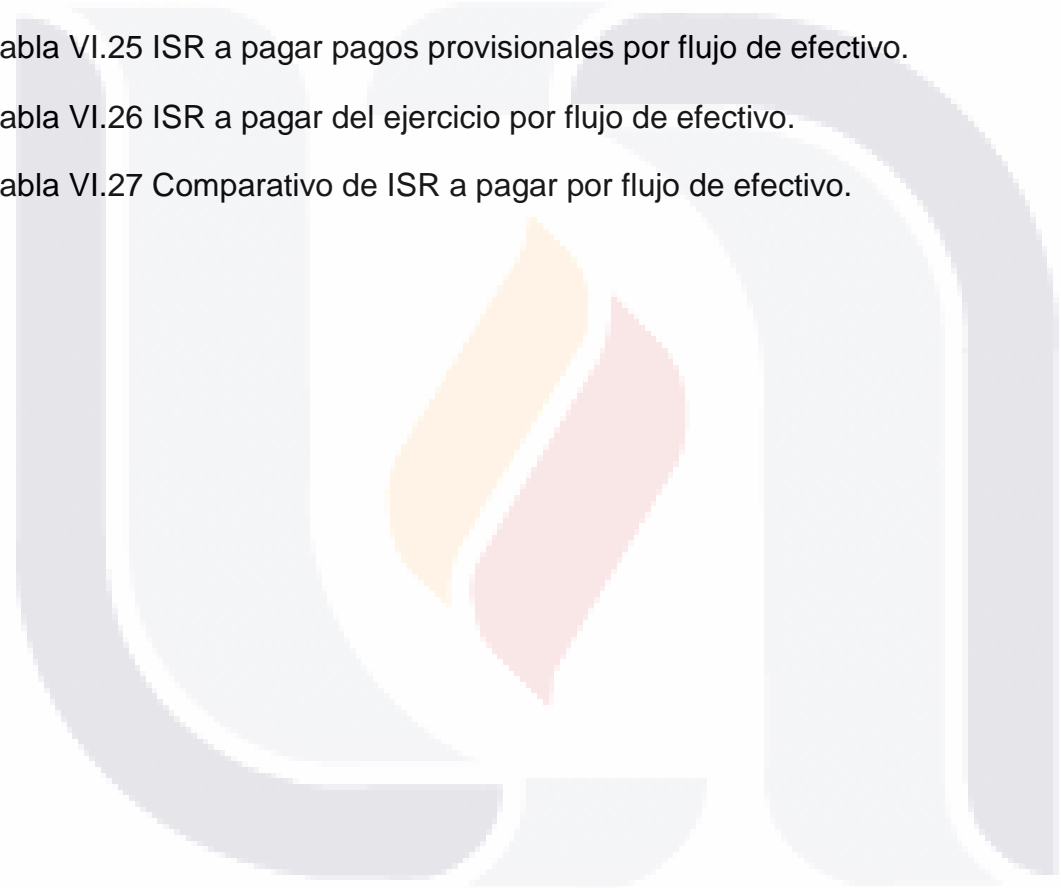 abla VI.25 ISR a pagar pagos provisionales por flujo de efectivo.
abla VI.26 ISR a pagar del ejercicio por flujo de efectivo.
abla VI.27 Comparativo de ISR a pagar por flujo de efectivo.